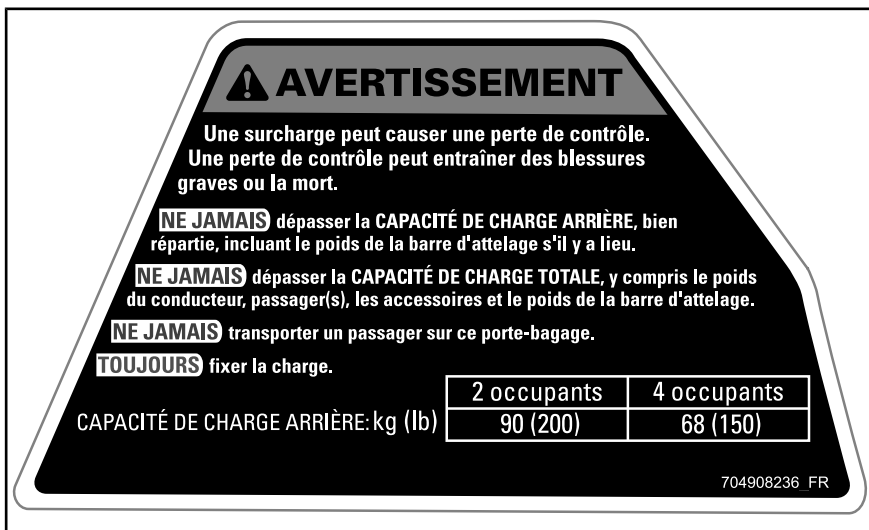 AVERTISSEMENT
Une surcharge peut causer une perte de contrôle.
Une perte de contrôle peut entraîner des blessures
graves ou la mort.
NE JAMAIS dépasser la CAPACITÉ DE CHARGE ARRIÈRE, bien
répartie, incluant le poids de la barre d'attelage s'il y a lieu.
NE JAMAIS dépasser la CAPACITÉ DE CHARGE TOTALE, y compris le poids
du conducteur, passager(s), les accessoires et le poids de la barre d'attelage.
NE JAMAIS transporter un passager sur ce porte-bagage.
TOUJOURS fixer la charge.
2 occupants 4 occupants
CAPACITÉ DE CHARGE ARRIÈRE: kg (lb) 90 (200) 68 (150)
704908236_FR